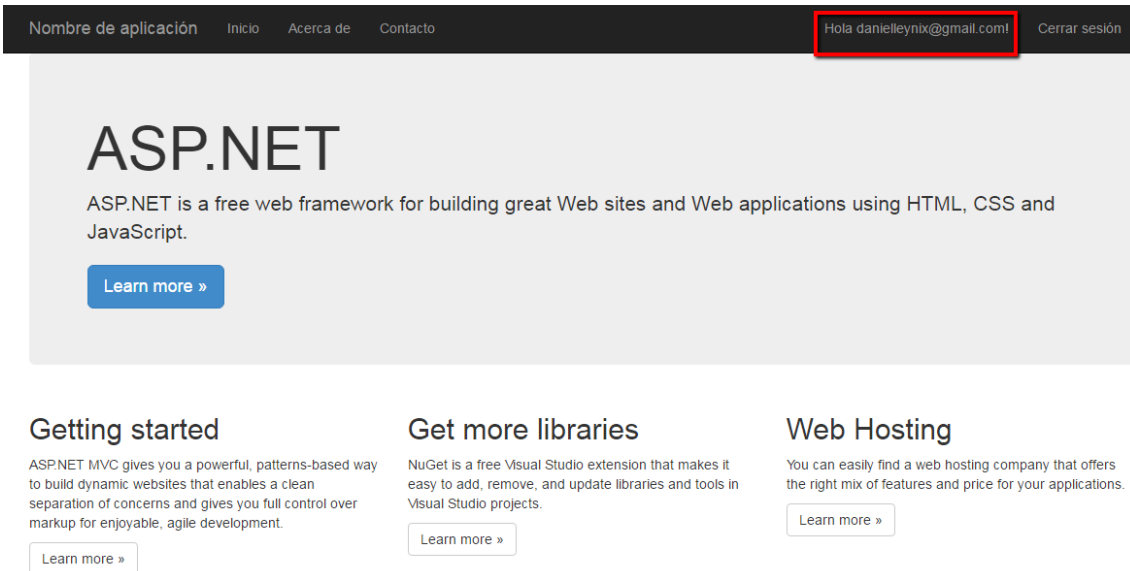 Nombre de aplicación Inicio Acerca de Contacto Hola danielleynix@gmail.com! Cerrar sesión
ASP.NET
ASP.NET is a free web framework for building great Web sites and Web applications using HTML, CSS and
JavaScript.
Learn more »
Getting started
ASP.NET MVC gives you a powerful, patterns-based way
to build dynamic websites that enables a clean
separation of concerns and gives you full control over
markup for enjoyable, agile development.
Learn more »
Get more libraries
NuGet is a free Visual Studio extension that makes it
easy to add, remove, and update libraries and tools in
Visual Studio projects.
Learn more »
Web Hosting
You can easily find a web hosting company that offers
the right mix of features and price for your applications.
Learn more »